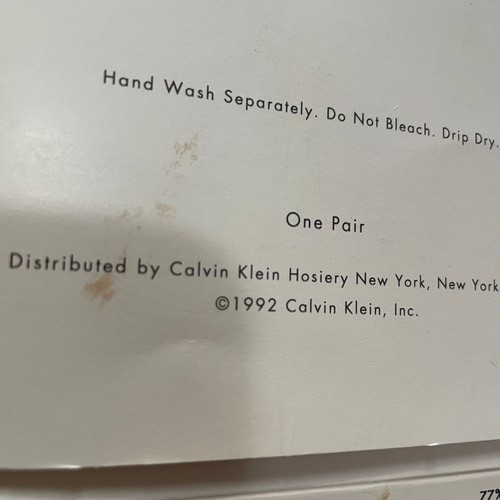 Hand Wash Separately. Do Not Bleach. Drip Dry.
One Pair
Distributed by Calvin Klein Hosiery New York, New York
©1992 Calvin Klein, Inc.